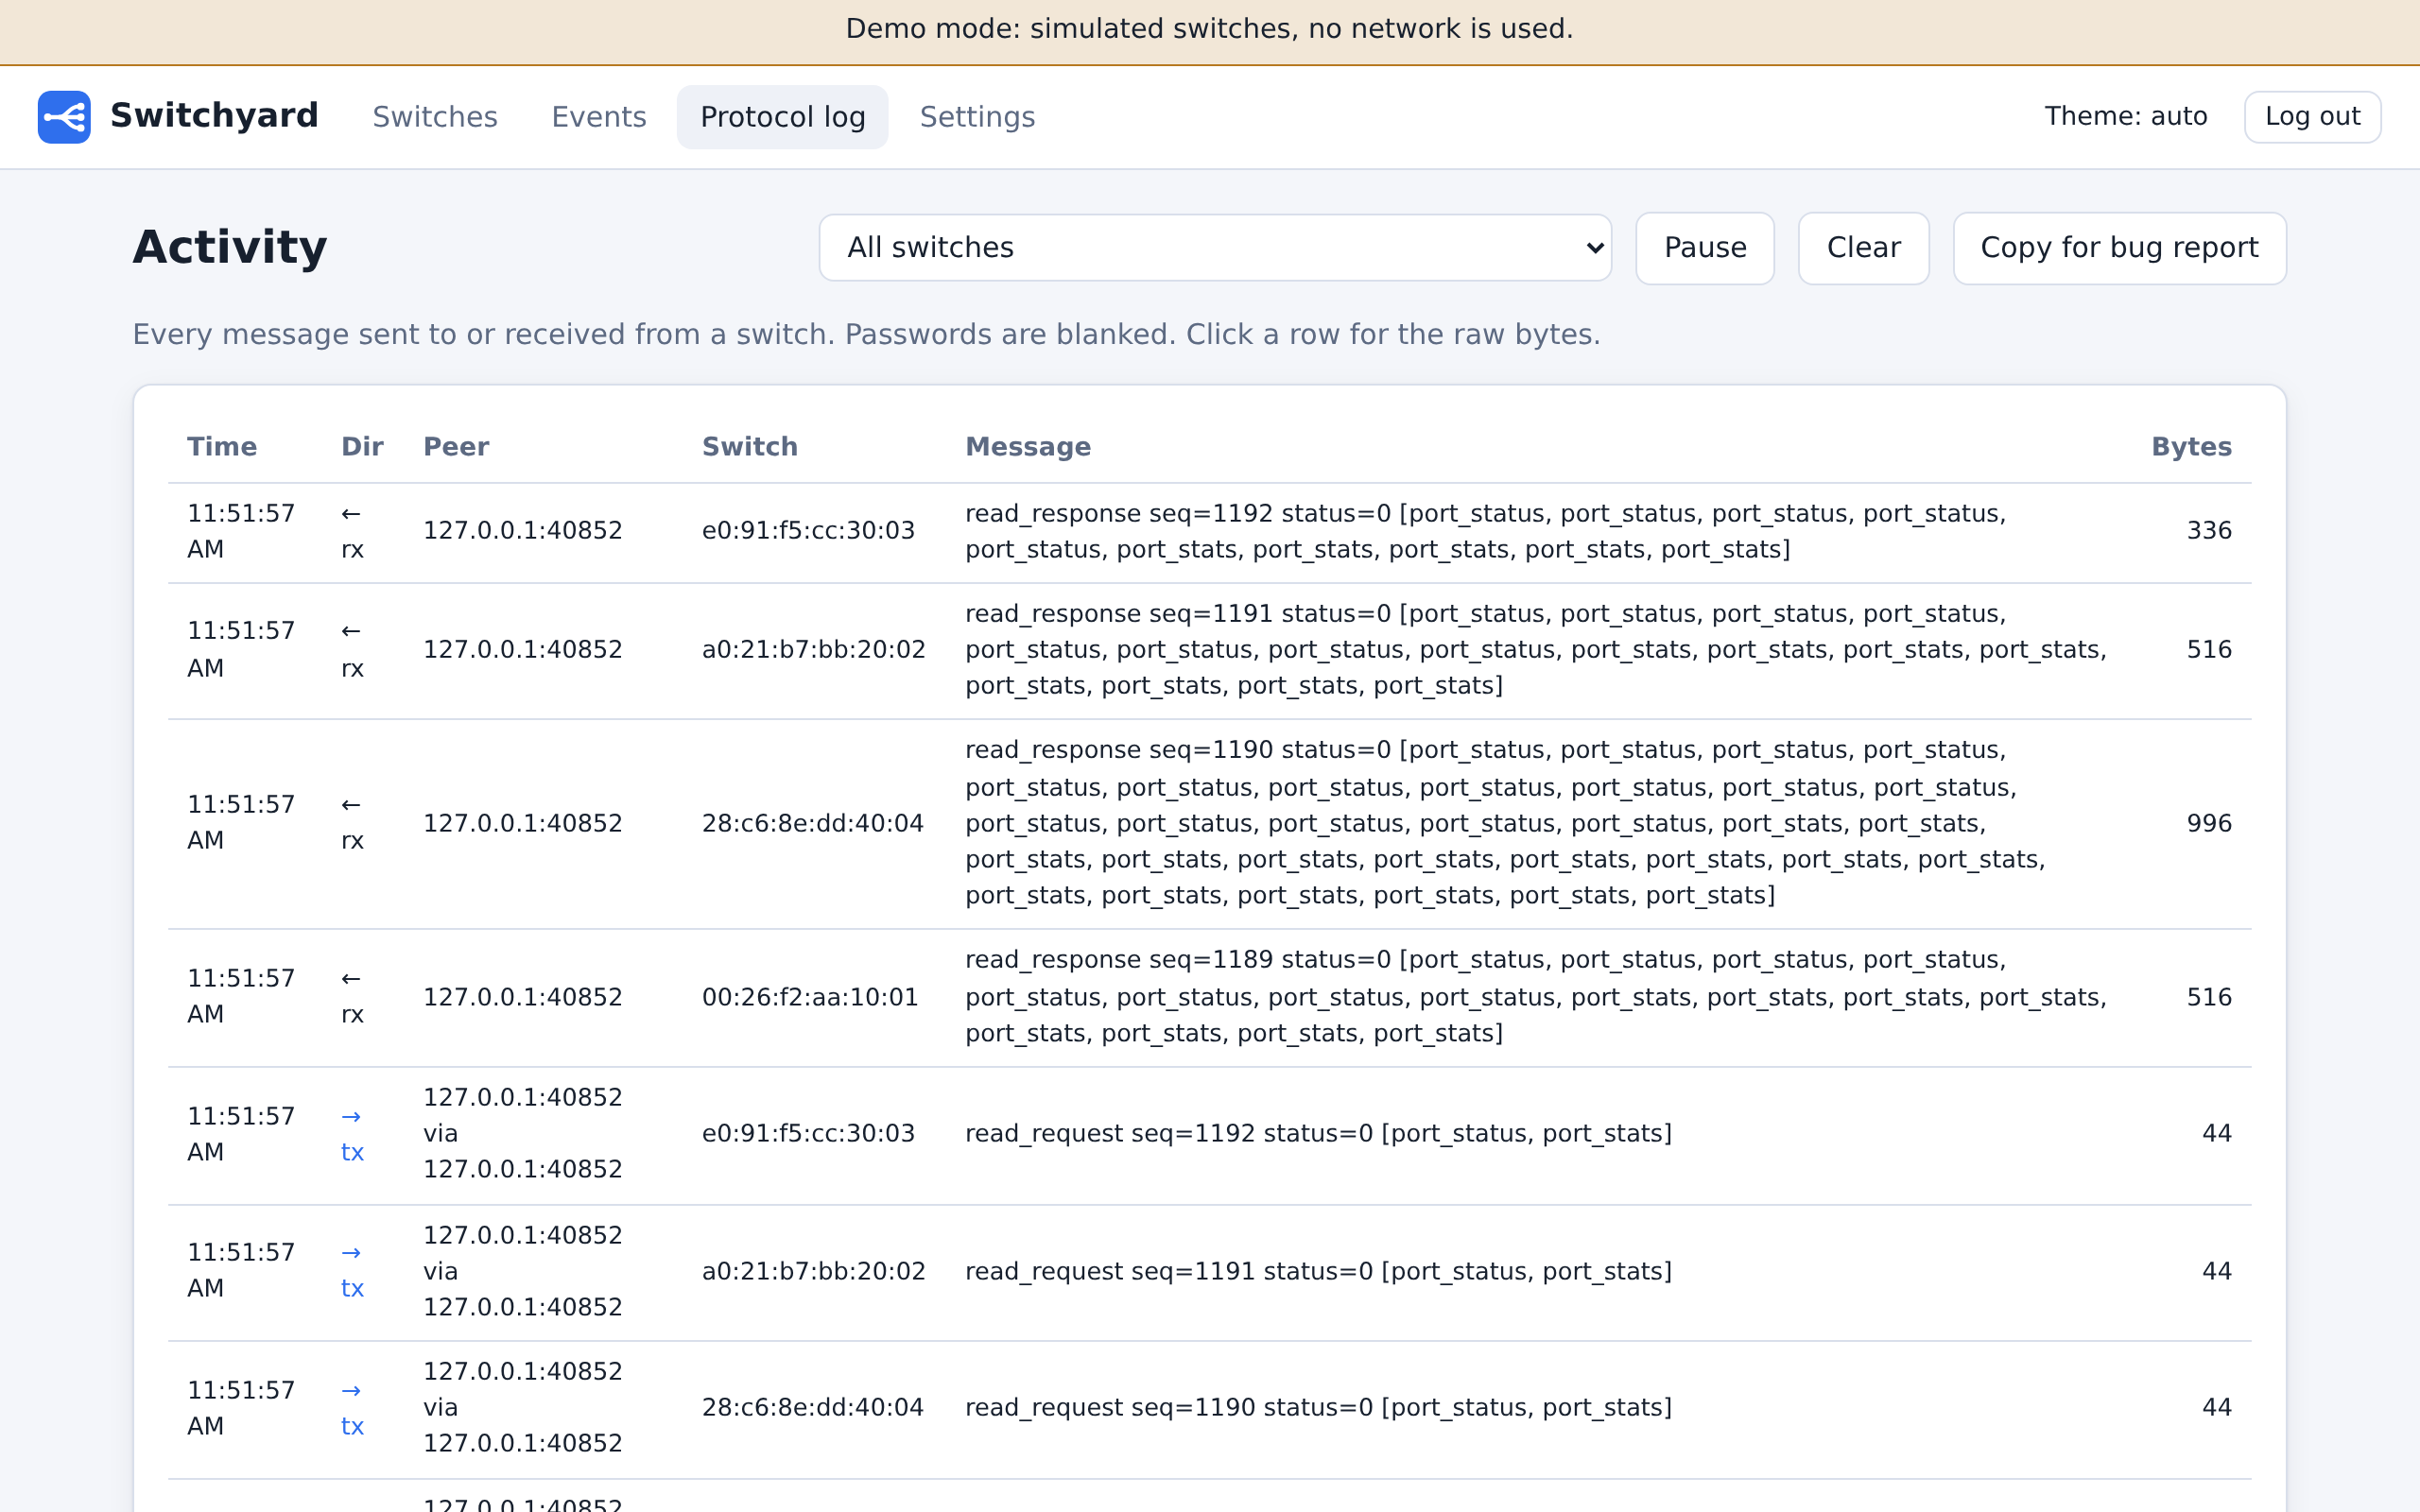 Demo mode: simulated switches, no network is used.
Switchyard
Switches
Events
Protocol log
Settings
Theme: auto
Log out
Activity
All switches
Pause
Clear
Copy for bug report
Every message sent to or received from a switch. Passwords are blanked. Click a row for the raw bytes.
Time Dir Peer Switch Message Bytes
11:51:57
AM
←
rx
127.0.0.1:40852
e0:91:f5:cc:30:03
read_response seq=1192 status=0 [port_status, port_status, port_status, port_status,
port_status, port_stats, port_stats, port_stats, port_stats, port_stats]
336
11:51:57
AM
←
rx
127.0.0.1:40852
a0:21:b7:bb:20:02
read_response seq=1191 status=0 [port_status, port_status, port_status, port_status,
port_status, port_status, port_status, port_status, port_stats, port_stats, port_stats, port_stats,
port_stats, port_stats, port_stats, port_stats]
516
11:51:57
AM
←
rx
127.0.0.1:40852
28:c6:8e:dd:40:04
read_response seq=1190 status=0 [port_status, port_status, port_status, port_status,
port_status, port_status, port_status, port_status, port_status, port_status, port_status,
port_status, port_status, port_status, port_status, port_status, port_stats, port_stats,
port_stats, port_stats, port_stats, port_stats, port_stats, port_stats, port_stats, port_stats,
port_stats, port_stats, port_stats, port_stats, port_stats, port_stats]
996
11:51:57
AM
←
rx
127.0.0.1:40852
00:26:f2:aa:10:01
read_response seq=1189 status=0 [port_status, port_status, port_status, port_status,
port_status, port_status, port_status, port_status, port_stats, port_stats, port_stats, port_stats,
port_stats, port_stats, port_stats, port_stats]
516
11:51:57
AM
→
tx
127.0.0.1:40852
via
127.0.0.1:40852
e0:91:f5:cc:30:03
read_request seq=1192 status=0 [port_status, port_stats]
44
11:51:57
AM
→
tx
127.0.0.1:40852
via
127.0.0.1:40852
a0:21:b7:bb:20:02
read_request seq=1191 status=0 [port_status, port_stats]
44
11:51:57
AM
→
tx
127.0.0.1:40852
via
127.0.0.1:40852
28:c6:8e:dd:40:04
read_request seq=1190 status=0 [port_status, port_stats]
44
127.0.0.1:40852